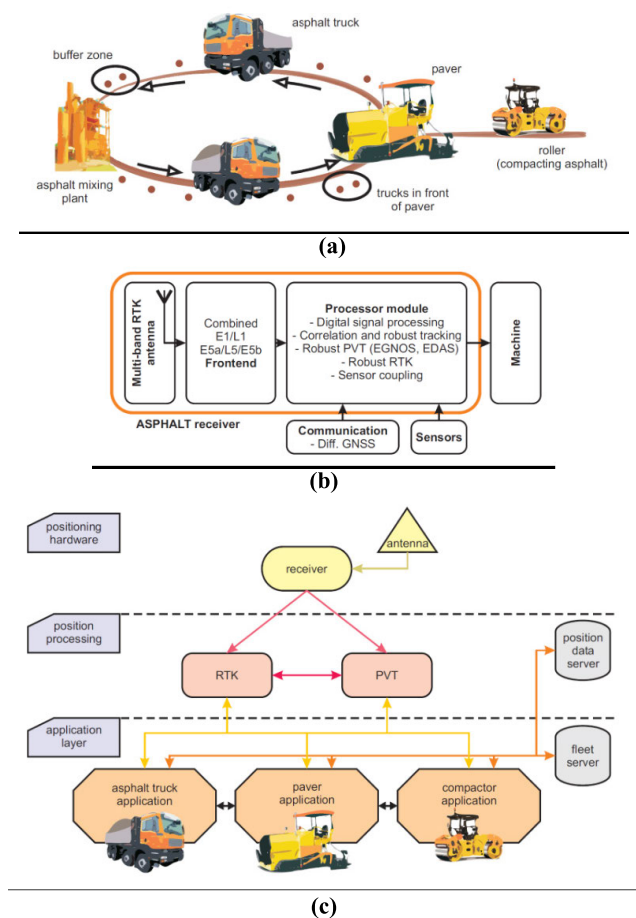 asphalt truck
buffer zone
paver
asphalt mixing
plant
trucks in front
of paver
roller
(compacting asphalt)
(a)
Multi-band RTK
antenna
Combined
E1/L1
E5a/L5/E5b
Frontend
Processor module
- Digital signal processing
- Correlation and robust tracking
- Robust PVT (EGNOS, EDAS)
- Robust RTK
- Sensor coupling
Machine
ASPHALT receiver
Communication
- Diff. GNSS
Sensors
(b)
positioning
hardware
antenna
receiver
position
processing
position
data
server
RTK
PVT
application
layer
fleet
server
asphalt truck
application
paver
application
compactor
application
(c)